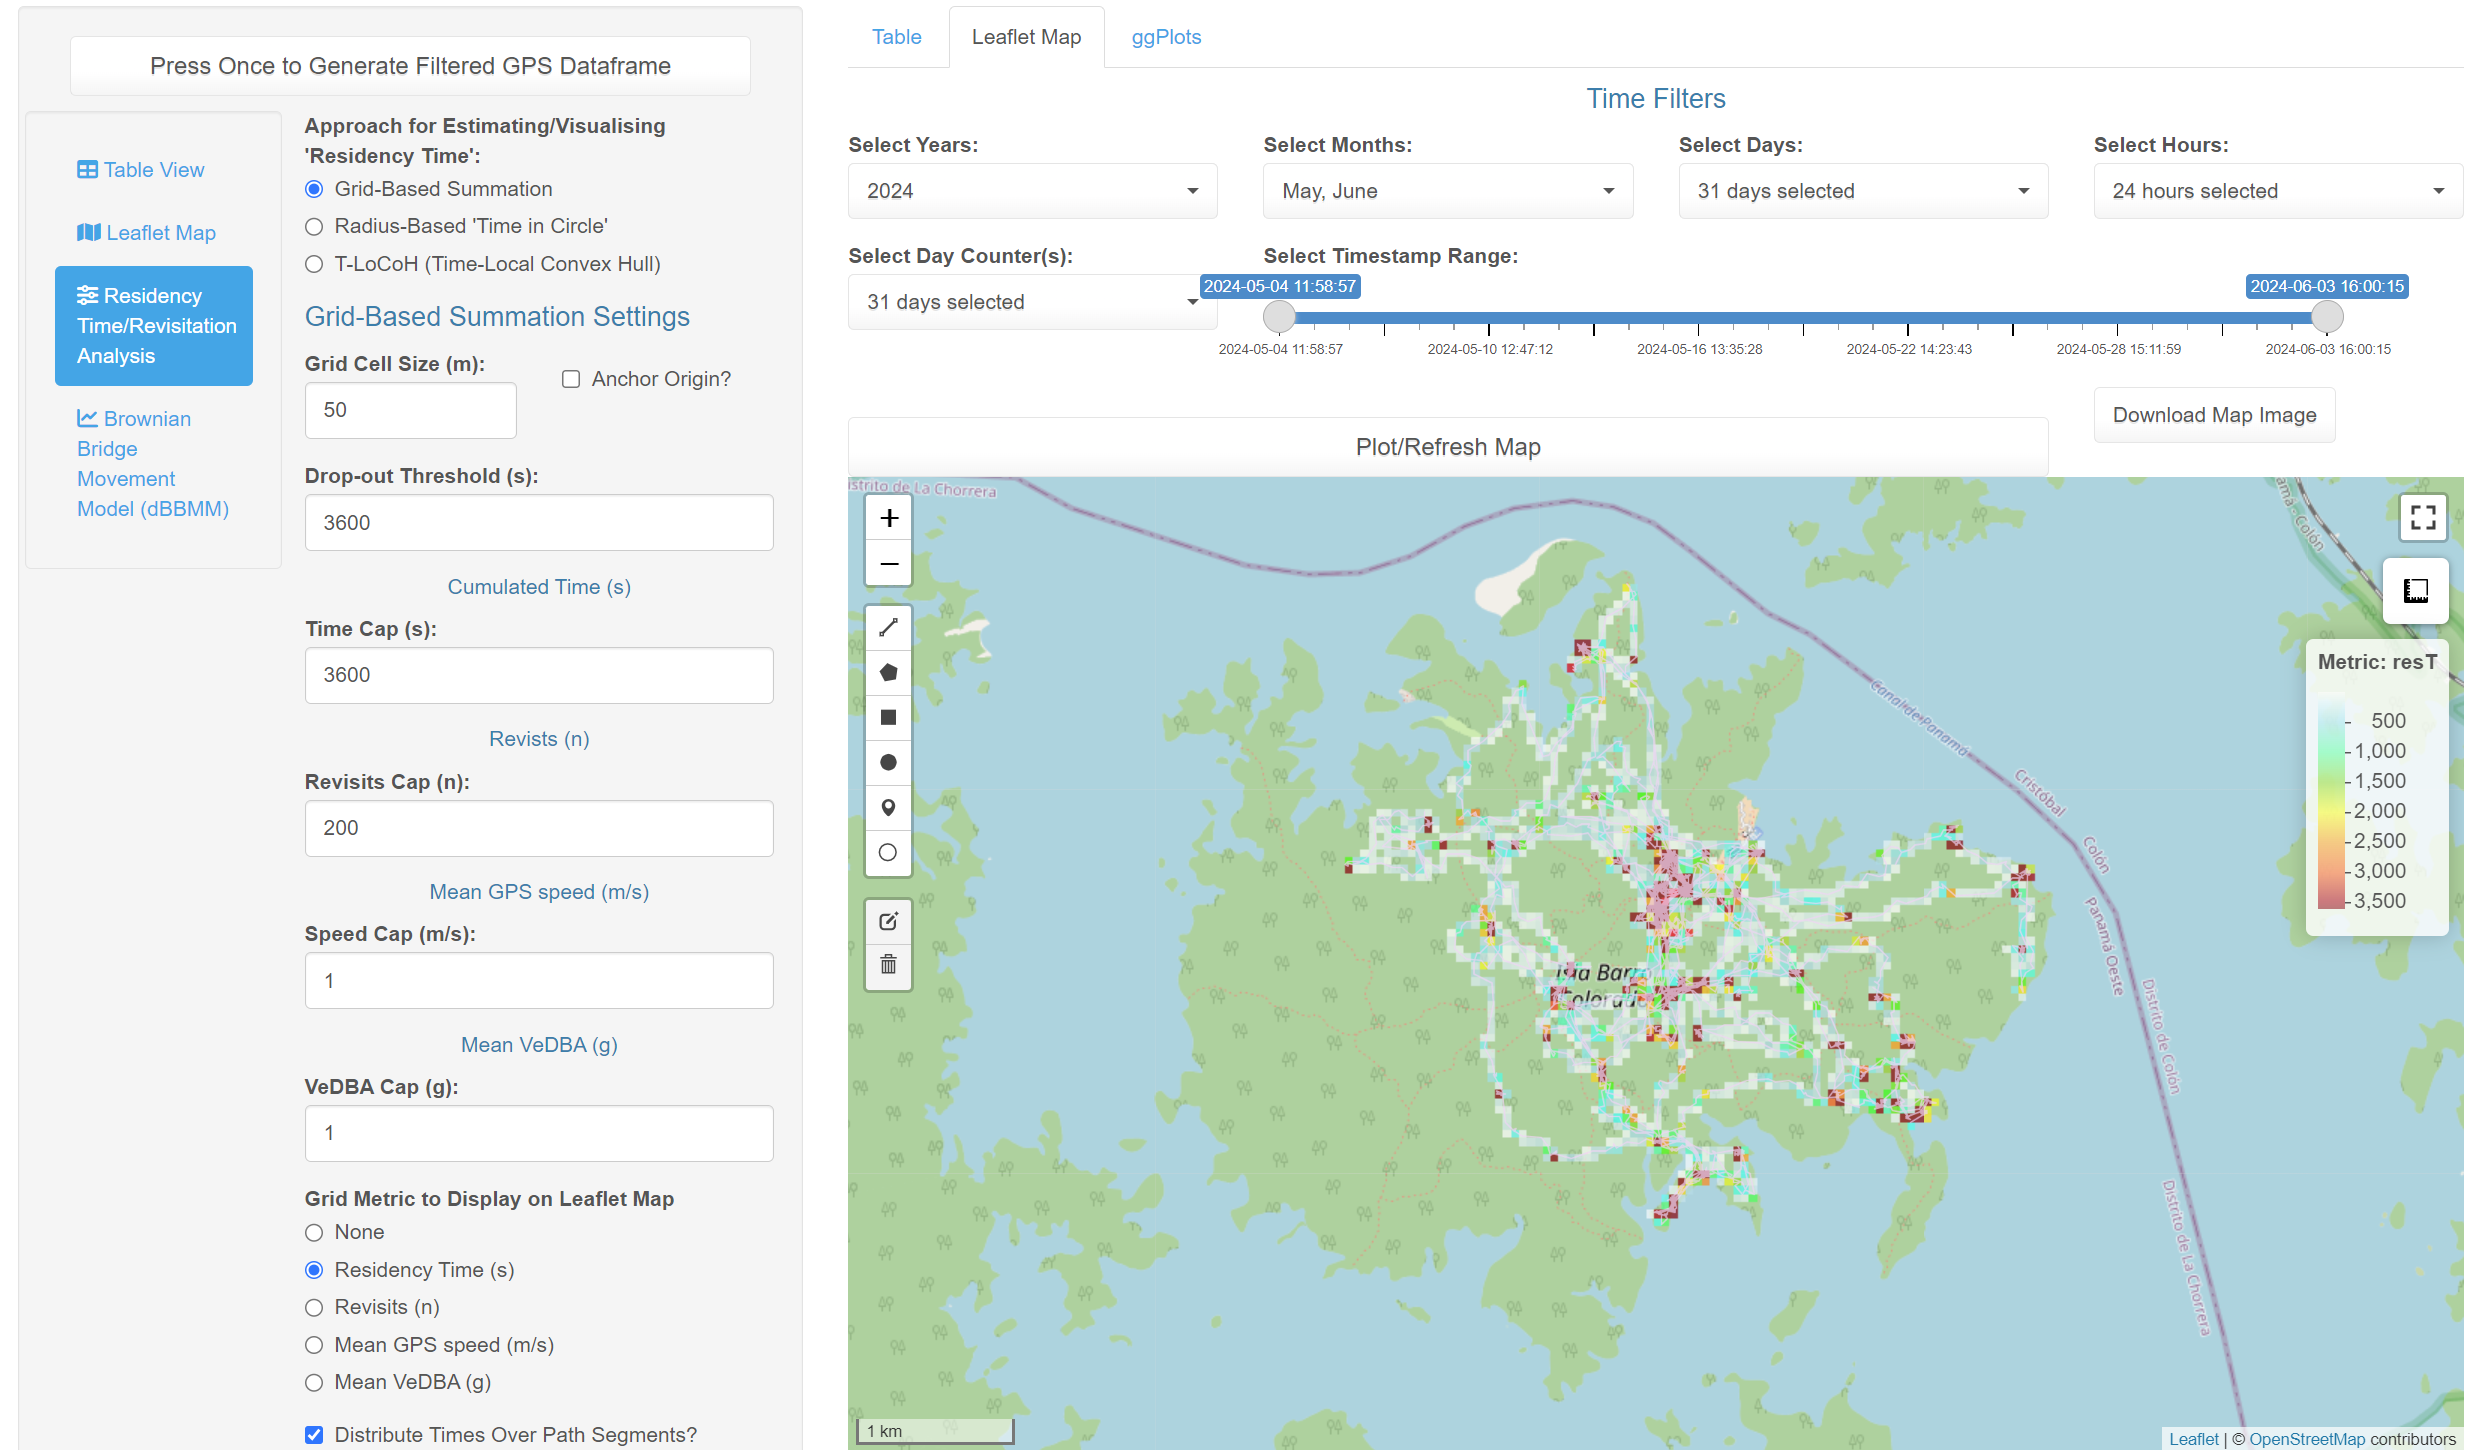 Press Once to Generate Filtered GPS Dataframe
Table View
Leaflet Map
Residency
Time/Revisitation
Analysis
Brownian
Bridge
Movement
Model (dBBMM)
Approach for Estimating/Visualising
'Residency Time':
Grid-Based Summation
Radius-Based 'Time in Circle'
T-LoCoH (Time-Local Convex Hull)
Grid-Based Summation Settings
Grid Cell Size (m):
Anchor Origin?
50
Drop-out Threshold (s):
3600
Cumulated Time (s)
Time Cap (s):
3600
Revists (n)
Revisits Cap (n):
200
Mean GPS speed (m/s)
Speed Cap (m/s):
1
Mean VeDBA (g)
VeDBA Cap (g):
1
Grid Metric to Display on Leaflet Map
None
Residency Time (s)
Revisits (n)
Mean GPS speed (m/s)
Mean VeDBA (g)
Distribute Times Over Path Segments?
Table
Leaflet Map
ggPlots
Time Filters
Select Years:
2024
Select Months:
May, June
Select Days:
31 days selected
Select Hours:
24 hours selected
Select Day Counter(s):
31 days selected
Select Timestamp Range:
2024-05-04 11:58:57
2024-06-03 16:00:15
2024-05-04 11:58:57
2024-05-10 12:47:12
2024-05-16 13:35:28
2024-05-22 14:23:43
2024-05-28 15:11:59
2024-06-03 16:00:15
Download Map Image
Plot/Refresh Map
istrito de La Chorrera
+
−
amá - Colón
Metric: resT
500
1,000
1,500
2,000
2,500
3,000
3,500
Canal de Panamá
Cristóbal
Colón
Panamá Oeste
Distrito de Colón
Distrito de La Chorrera
Distrito de La Chorrera
Isla Barro
Colorado
1 km
Leaflet | © OpenStreetMap contributors